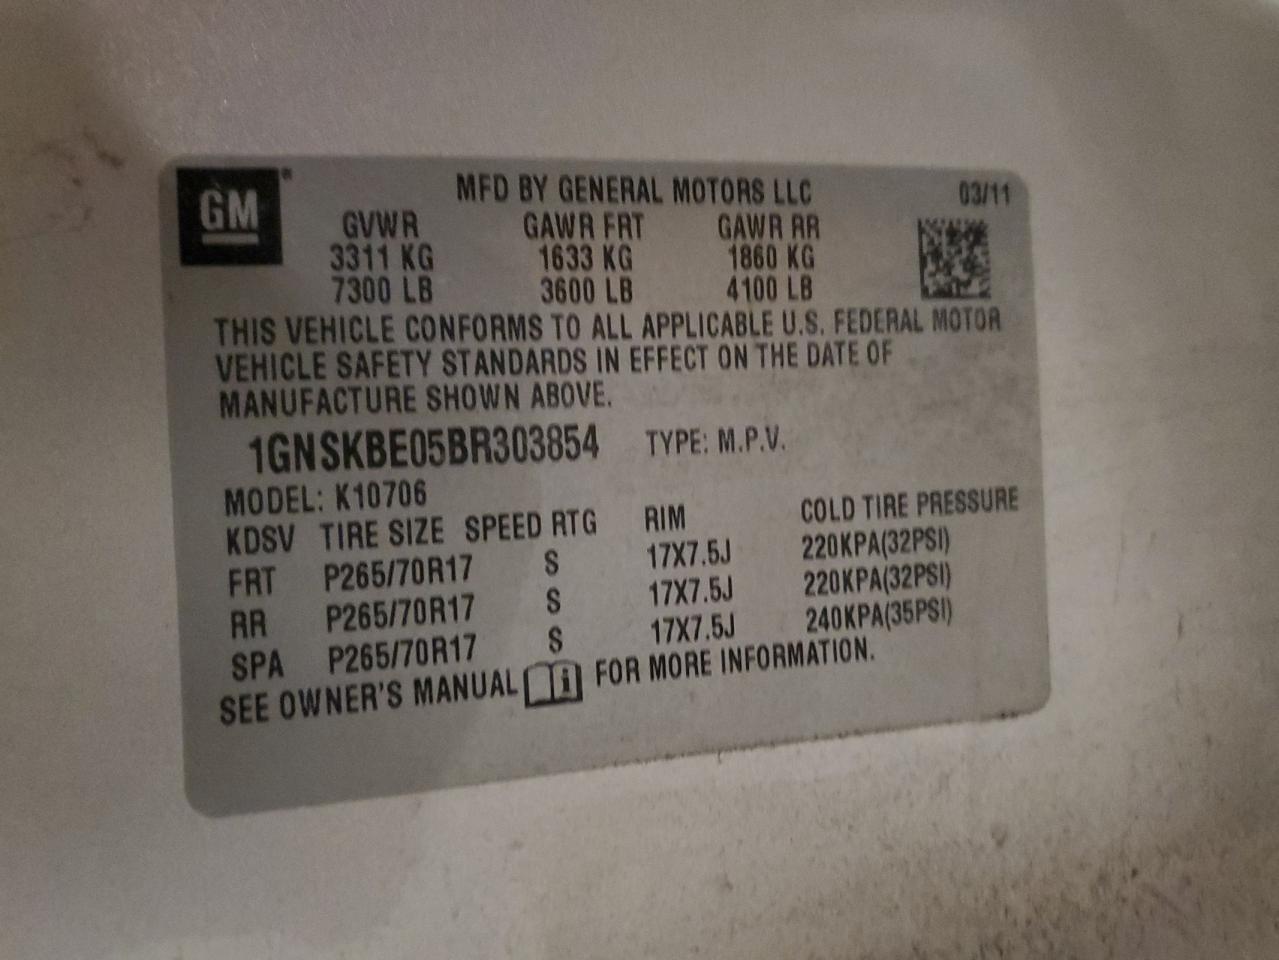 GM®
MFD BY GENERAL MOTORS LLC 03/11
GVWR GAWR FRT GAWR RR
3311 KG 1633 KG 1860 KG
7300 LB 3600 LB 4100 LB
THIS VEHICLE CONFORMS TO ALL APPLICABLE U.S. FEDERAL MOTOR
VEHICLE SAFETY STANDARDS IN EFFECT ON THE DATE OF
MANUFACTURE SHOWN ABOVE.
1GNSKBE05BR303854 TYPE: M.P.V.
MODEL: K10706
KDSV TIRE SIZE SPEED RTG RIM COLD TIRE PRESSURE
FRT P265/70R17 S 17X7.5J 220KPA(32PSI)
RR P265/70R17 S 17X7.5J 220KPA(32PSI)
SPA P265/70R17 S 17X7.5J 240KPA(35PSI)
SEE OWNER'S MANUAL i FOR MORE INFORMATION.